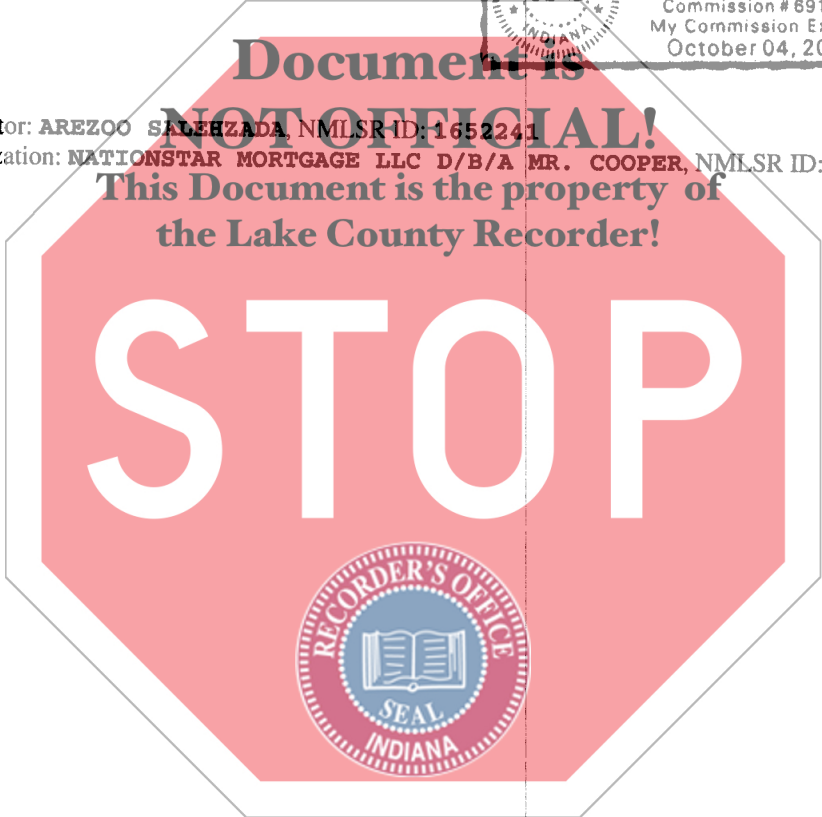 Commission # 691
My Commission Ex
October 04, 20
INDIANA
Document is
NOT OFFICIAL!
tor: AREZOO SALEHZADA, NMLSR ID: 1652241
zation: NATIONSTAR MORTGAGE LLC D/B/A MR. COOPER, NMLSR ID:
This Document is the property of
the Lake County Recorder!
STOP
RECORDER'S OFFICE
SEAL
INDIANA